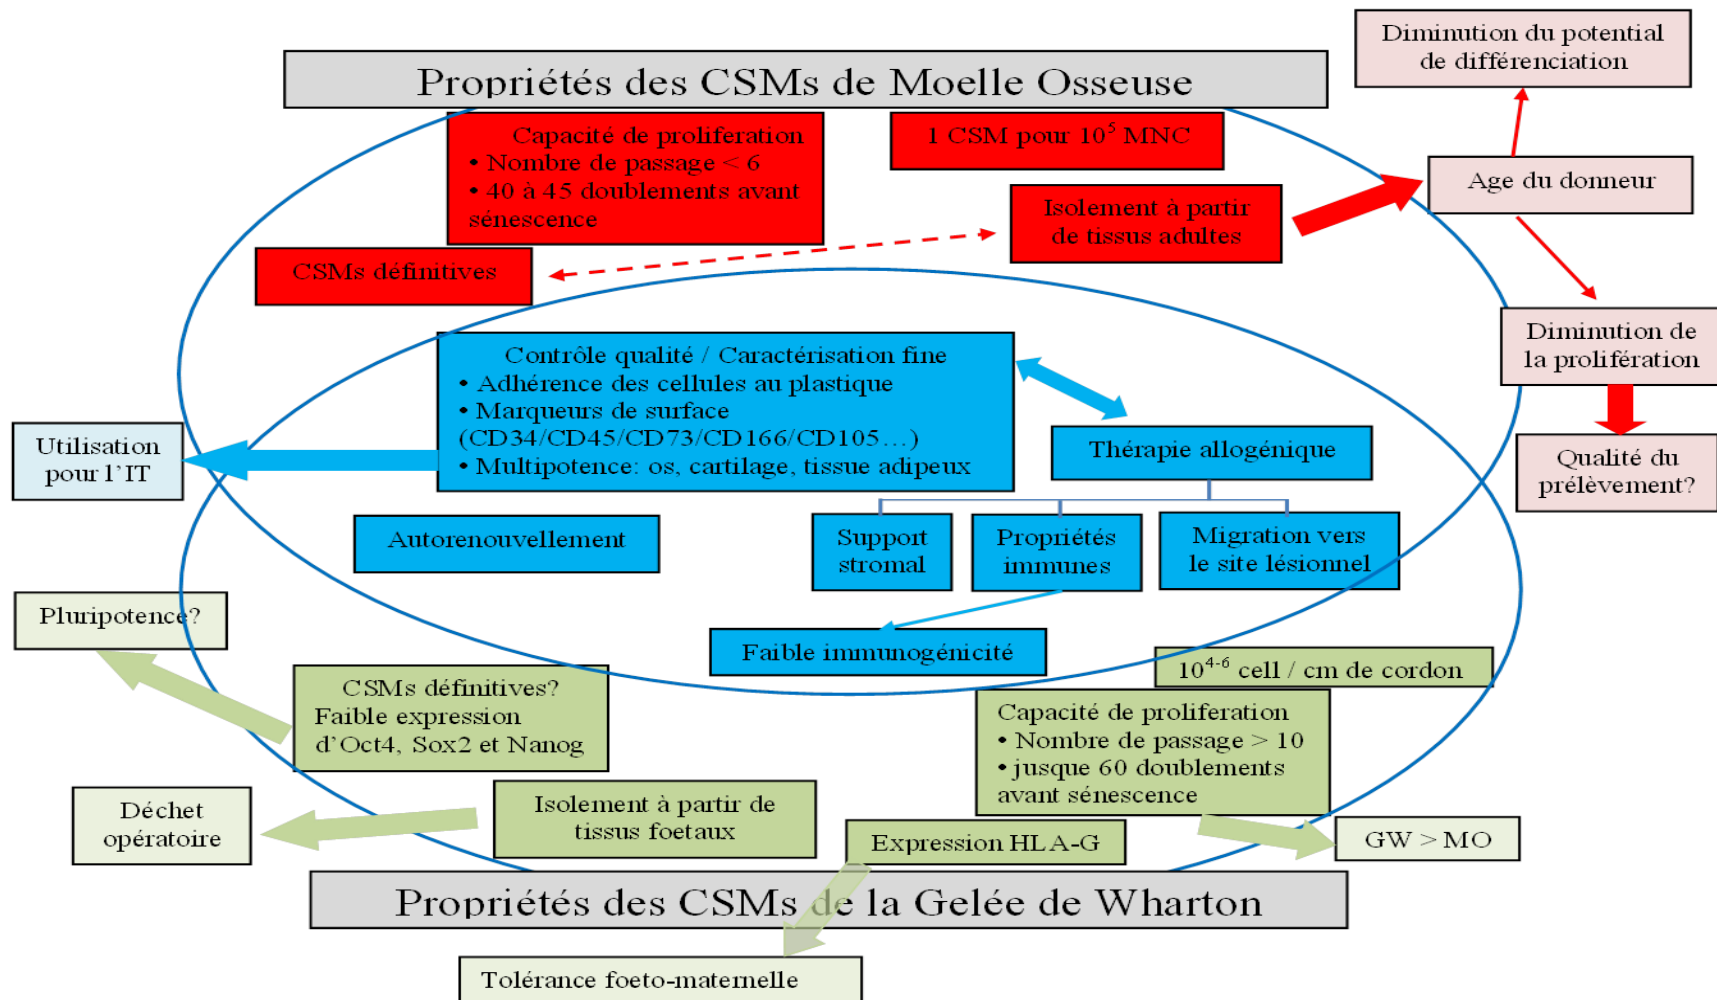 Diminution du potential
de différenciation
Propriétés des CSMs de Moelle Osseuse
Capacité de proliferation
• Nombre de passage < 6
• 40 à 45 doublements avant
sénescence
1 CSM pour 10⁵ MNC
Age du donneur
Isolement à partir
de tissus adultes
CSMs définitives
Diminution de
la prolifération
Contrôle qualité / Caractérisation fine
• Adhérence des cellules au plastique
• Marqueurs de surface
(CD34/CD45/CD73/CD166/CD105…)
• Multipotence: os, cartilage, tissue adipeux
Utilisation
pour l’IT
Thérapie allogénique
Qualité du
prélèvement?
Autorenouvellement
Support
stromal
Propriétés
immunes
Migration vers
le site lésionnel
Pluripotence?
Faible immunogénicité
10⁴⁻⁶ cell / cm de cordon
CSMs définitives?
Faible expression
d’Oct4, Sox2 et Nanog
Capacité de proliferation
• Nombre de passage > 10
• jusque 60 doublements
avant sénescence
Déchet
opératoire
Isolement à partir de
tissus foetaux
Expression HLA-G
GW > MO
Propriétés des CSMs de la Gelée de Wharton
Tolérance foeto-maternelle